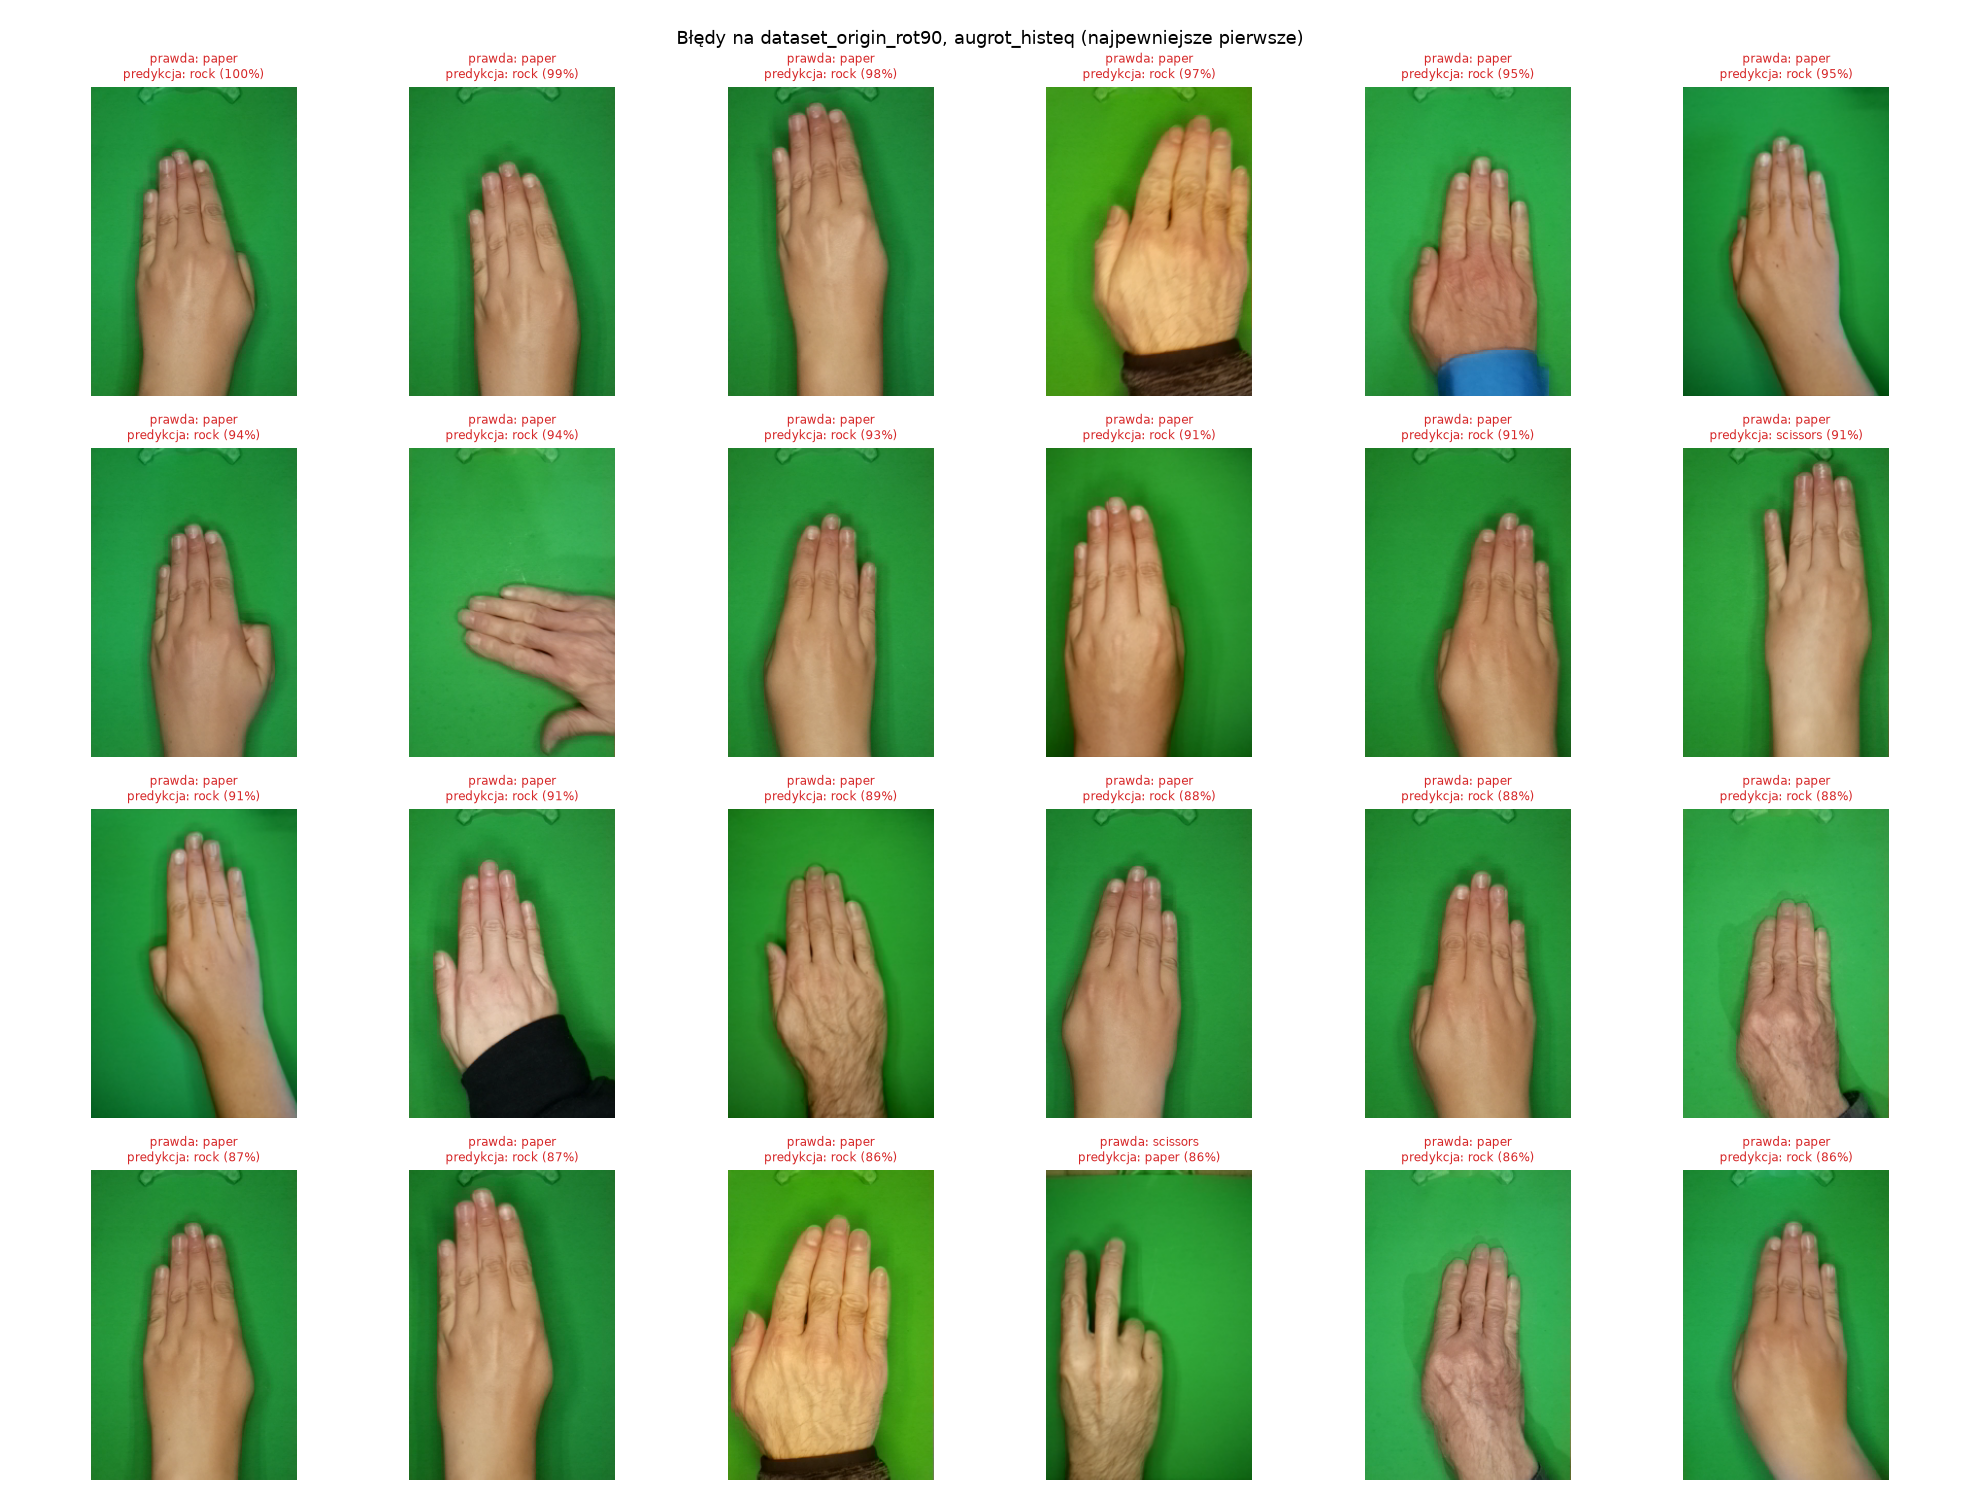 Błędy na dataset_origin_rot90, augrot_histeq (najpewniejsze pierwsze)
prawda: paper
predykcja: rock (100%)
prawda: paper
predykcja: rock (99%)
prawda: paper
predykcja: rock (98%)
prawda: paper
predykcja: rock (97%)
prawda: paper
predykcja: rock (95%)
prawda: paper
predykcja: rock (95%)
prawda: paper
predykcja: rock (94%)
prawda: paper
predykcja: rock (94%)
prawda: paper
predykcja: rock (93%)
prawda: paper
predykcja: rock (91%)
prawda: paper
predykcja: rock (91%)
prawda: paper
predykcja: scissors (91%)
prawda: paper
predykcja: rock (91%)
prawda: paper
predykcja: rock (91%)
prawda: paper
predykcja: rock (89%)
prawda: paper
predykcja: rock (88%)
prawda: paper
predykcja: rock (88%)
prawda: paper
predykcja: rock (88%)
prawda: paper
predykcja: rock (87%)
prawda: paper
predykcja: rock (87%)
prawda: paper
predykcja: rock (86%)
prawda: scissors
predykcja: paper (86%)
prawda: paper
predykcja: rock (86%)
prawda: paper
predykcja: rock (86%)